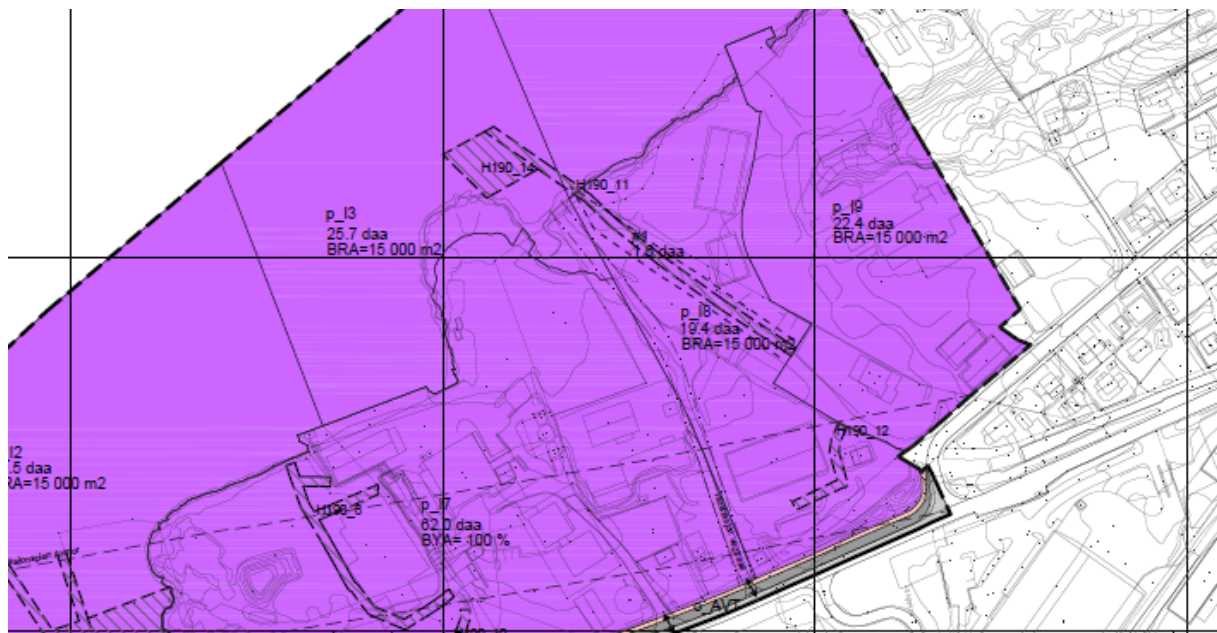 H190_14
H190_11
p_I3
25.7 daa
BRA=15 000 m2
#4
1.8 daa
p_I9
22.4 daa
BRA=15 000 m2
p_I8
19.4 daa
BRA=15 000 m2
H190_12
I2
.5 daa
RA=15 000 m2
H190_8
p_I7
62.0 daa
BYA= 100 %
o_AVT